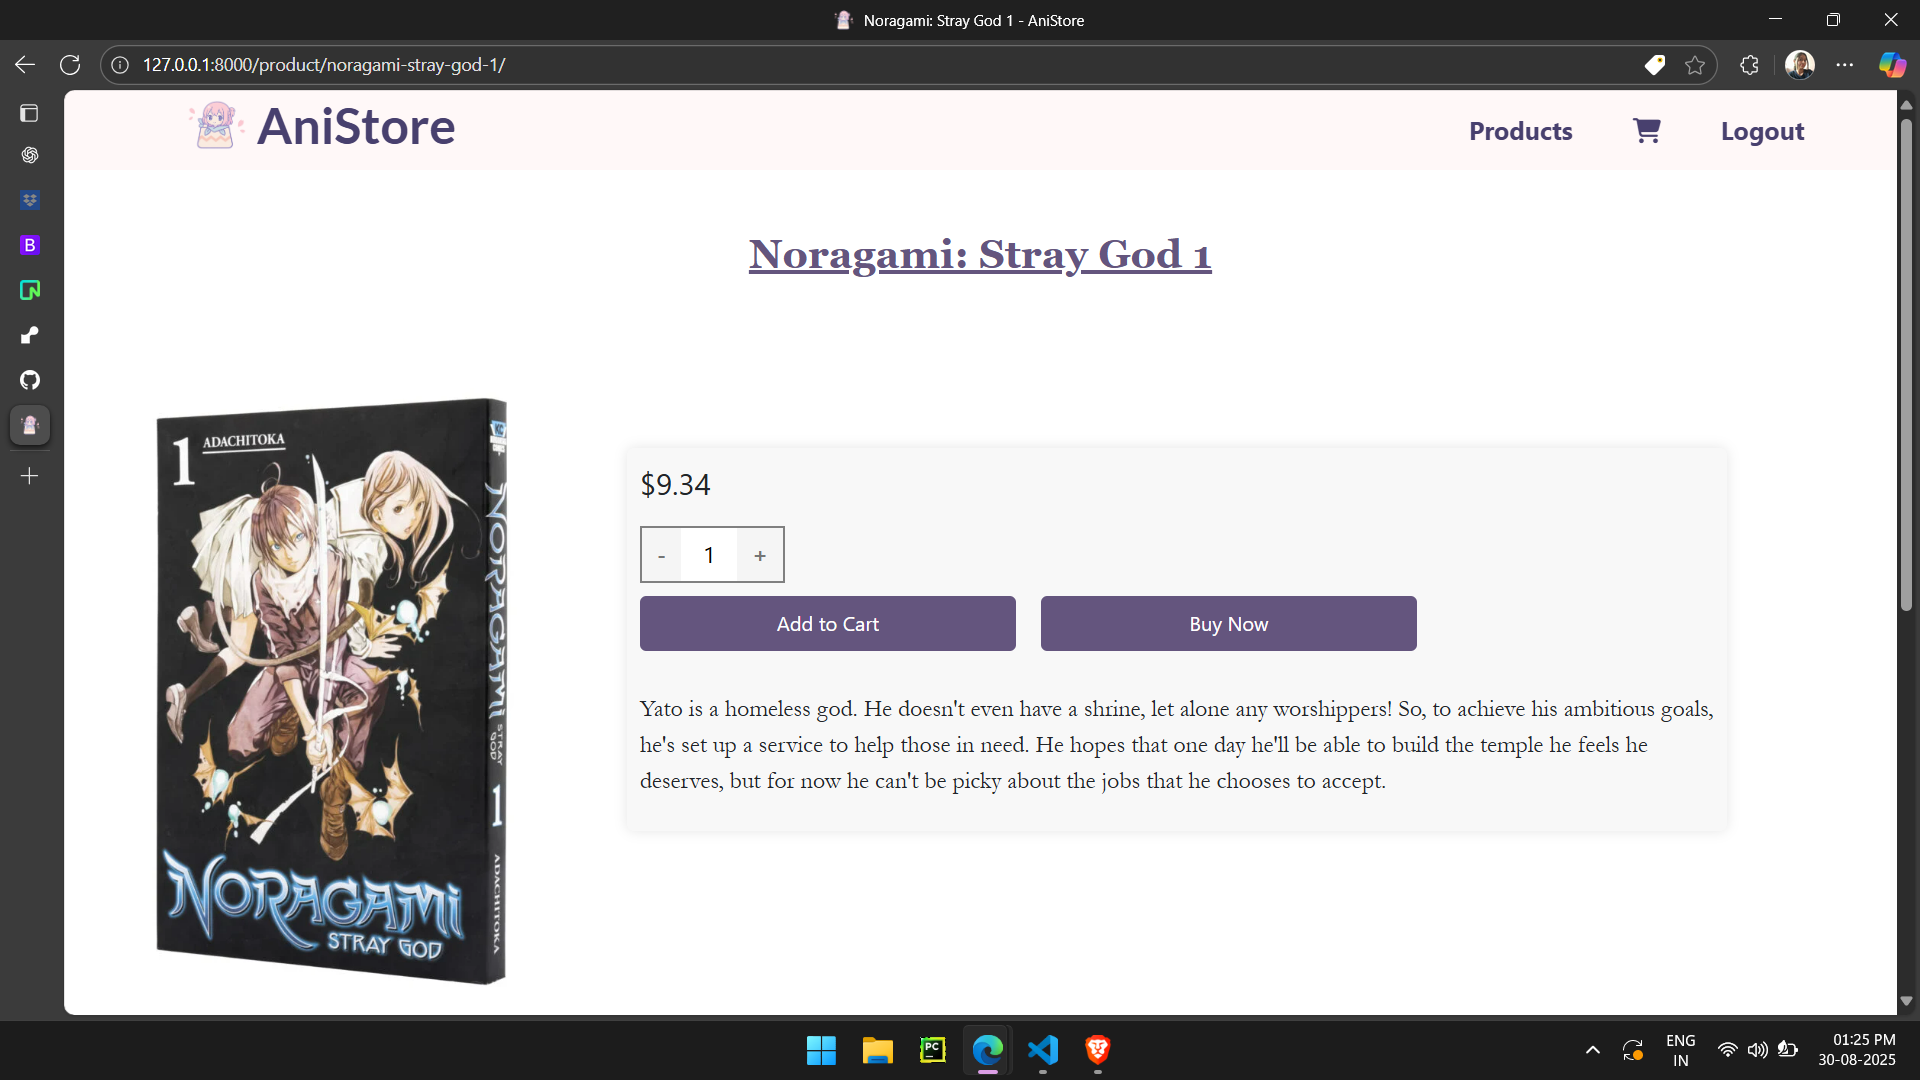 Noragami: Stray God 1 - AniStore
127.0.0.1:8000/product/noragami-stray-god-1/
AniStore
Products
Logout
B
Noragami: Stray God 1
1 ADACHITOKA
NORAGAMI
STRAY GOD
NORAGAMI STRAY GOD 1 ADACHITOKA
$9.34
- 1 +
Add to Cart
Buy Now
Yato is a homeless god. He doesn't even have a shrine, let alone any worshippers! So, to achieve his ambitious goals,
he's set up a service to help those in need. He hopes that one day he'll be able to build the temple he feels he
deserves, but for now he can't be picky about the jobs that he chooses to accept.
PC
ENG
IN
01:25 PM
30-08-2025